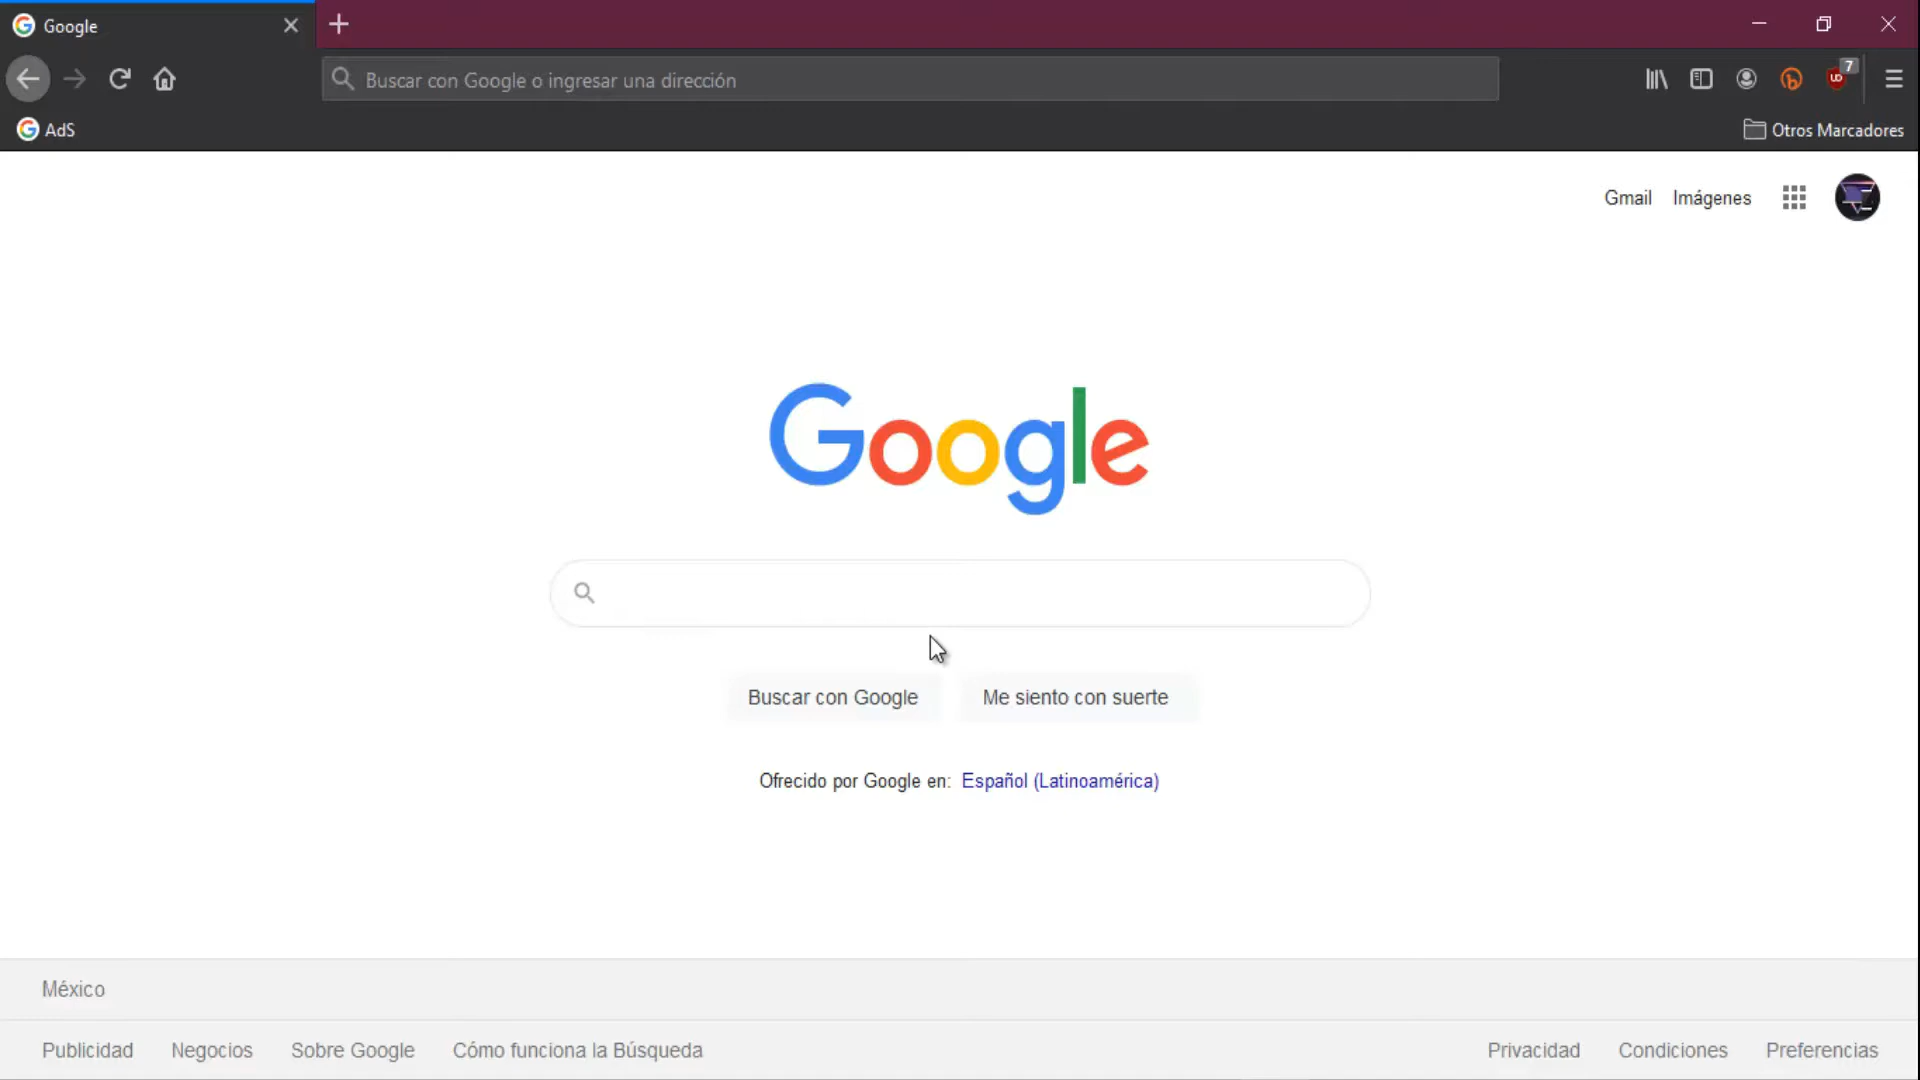 Google
Buscar con Google o ingresar una dirección
7
AdS
Otros Marcadores
Gmail Imágenes
Google
Buscar con Google Me siento con suerte
Ofrecido por Google en: Español (Latinoamérica)
México
Publicidad Negocios Sobre Google Cómo funciona la Búsqueda Privacidad Condiciones Preferencias